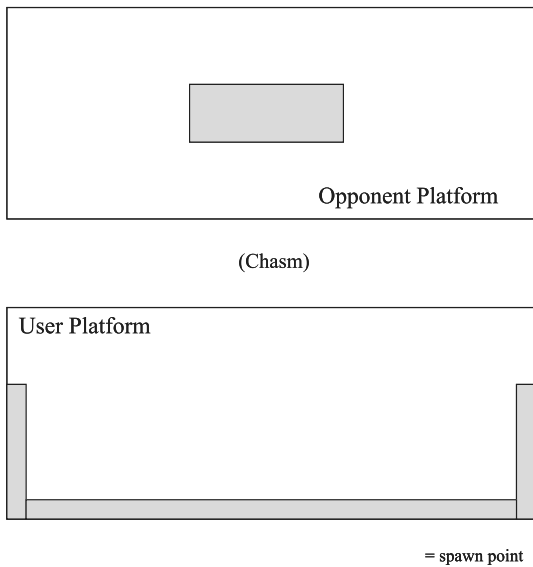 Opponent Platform
(Chasm)
User Platform
= spawn point